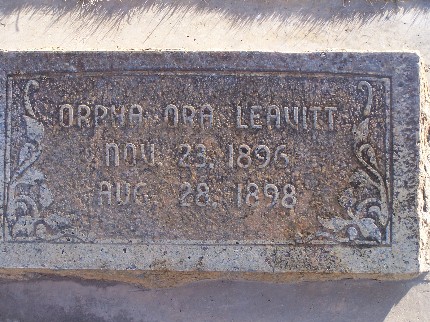 ORPHA ORA LEAVITT
NOV. 23, 1896
AUG. 28, 1898